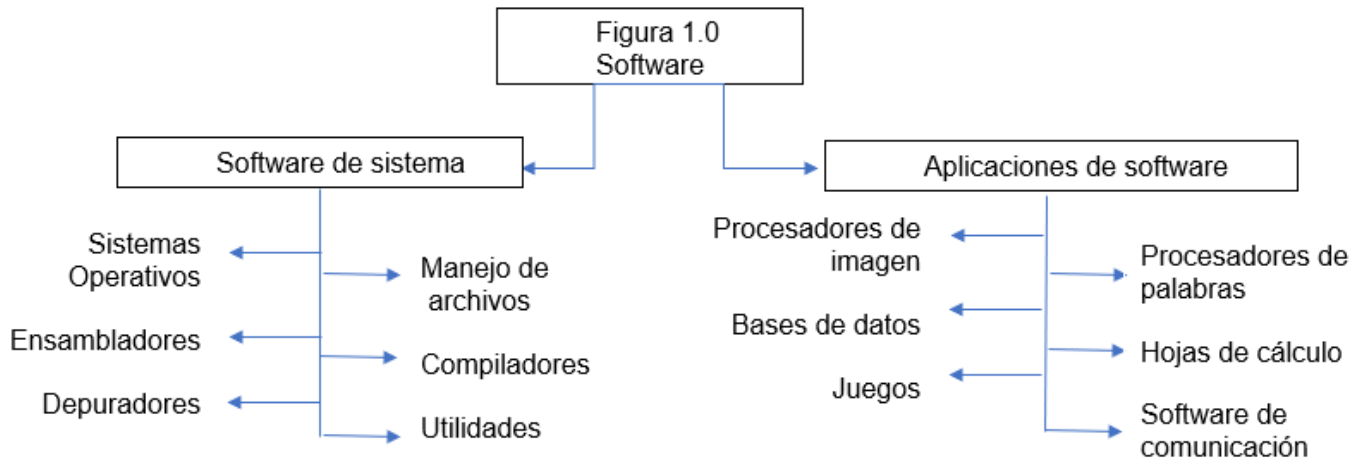 Figura 1.0
Software
Software de sistema
Aplicaciones de software
Sistemas
Operativos
Manejo de
archivos
Ensambladores
Compiladores
Depuradores
Utilidades
Procesadores de
imagen
Procesadores de
palabras
Bases de datos
Hojas de cálculo
Juegos
Software de
comunicación